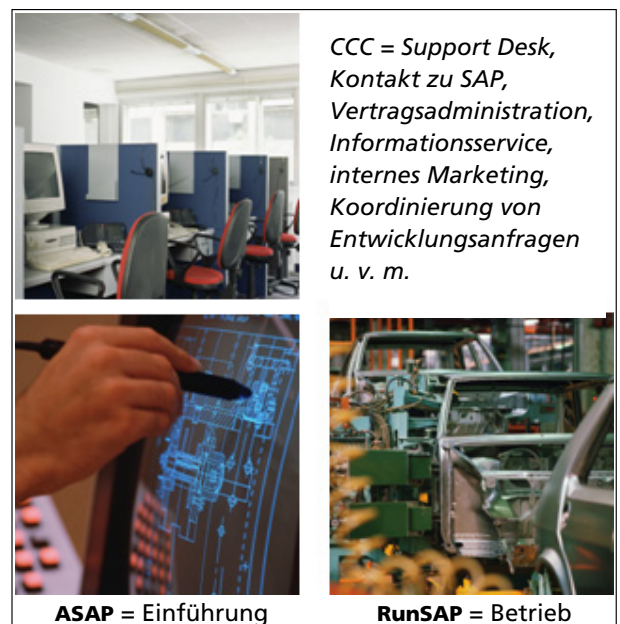 CCC = Support Desk,
Kontakt zu SAP,
Vertragsadministration,
Informationsservice,
internes Marketing,
Koordinierung von
Entwicklungsanfragen
u. v. m.
ASAP = Einführung
RunSAP = Betrieb